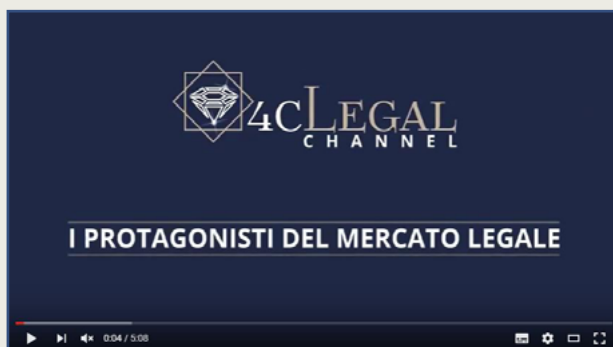 4CLEGAL
CHANNEL
I PROTAGONISTI DEL MERCATO LEGALE
0:04 / 5:08